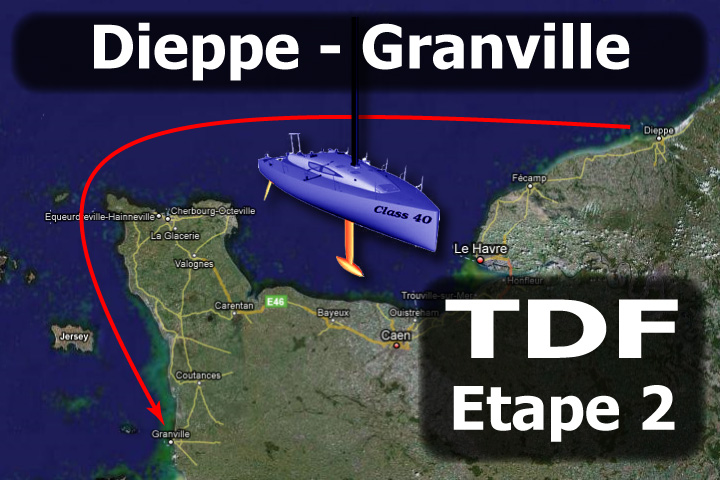 Dieppe - Granville
Dieppe
Fécamp
Equeurdreville-Hainneville
Cherbourg-Octeville
La Glacerie
Class 40
Le Havre
Valognes
Honfleur
Trouville-sur-Mer
E46
Carentan
Bayeux
Ouistreham
Caen
Jersey
TDF
Coutances
Etape 2
Granville